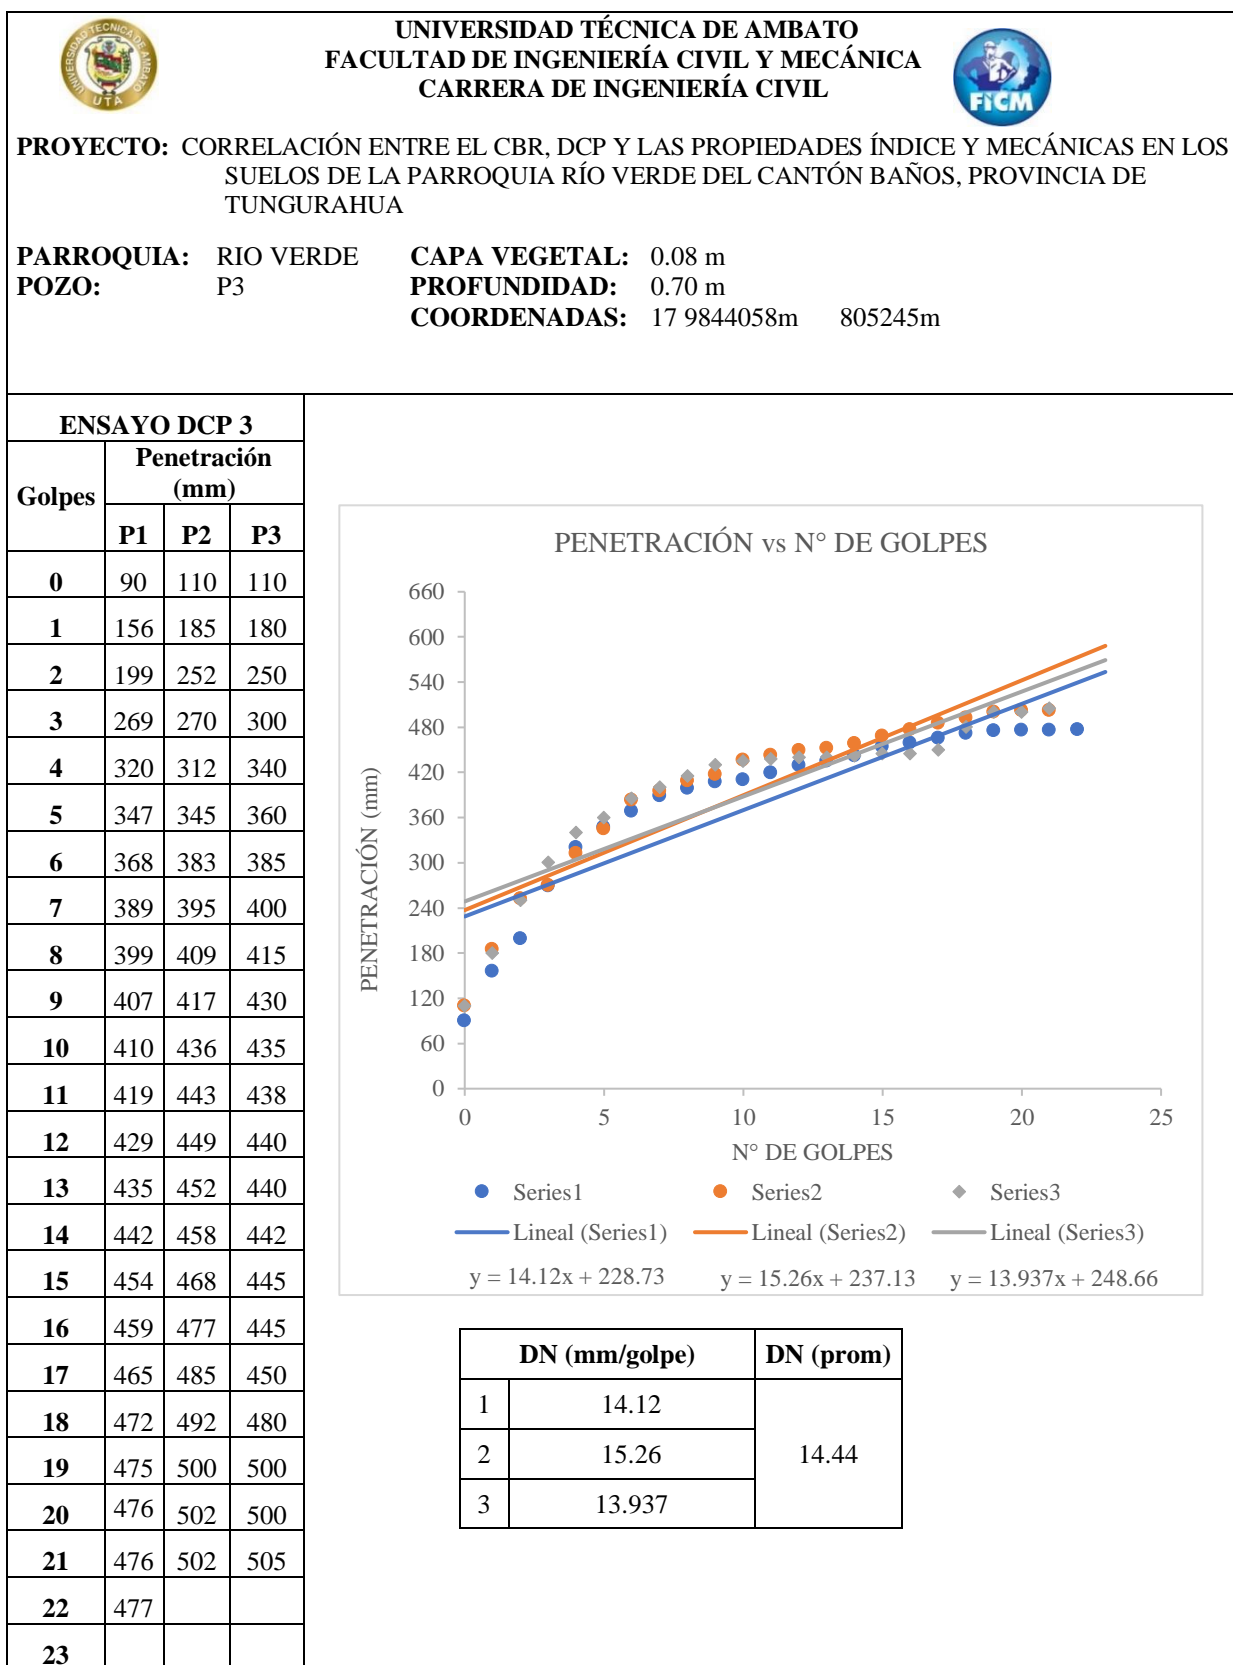 UNIVERSIDAD TÉCNICA DE AMBATO
FACULTAD DE INGENIERÍA CIVIL Y MECÁNICA
CARRERA DE INGENIERÍA CIVIL
UNIVERSIDAD TECNICA DE AMBATO
UTA
FICM
PROYECTO: CORRELACIÓN ENTRE EL CBR, DCP Y LAS PROPIEDADES ÍNDICE Y MECÁNICAS EN LOS
SUELOS DE LA PARROQUIA RÍO VERDE DEL CANTÓN BAÑOS, PROVINCIA DE
TUNGURAHUA
PARROQUIA: RIO VERDE CAPA VEGETAL: 0.08 m
POZO: P3 PROFUNDIDAD: 0.70 m
COORDENADAS: 17 9844058m 805245m
ENSAYO DCP 3
Golpes Penetración
(mm)
P1 P2 P3
0 90 110 110
1 156 185 180
2 199 252 250
3 269 270 300
4 320 312 340
5 347 345 360
6 368 383 385
7 389 395 400
8 399 409 415
9 407 417 430
10 410 436 435
11 419 443 438
12 429 449 440
13 435 452 440
14 442 458 442
15 454 468 445
16 459 477 445
17 465 485 450
18 472 492 480
19 475 500 500
20 476 502 500
21 476 502 505
22 477
23
PENETRACIÓN vs N° DE GOLPES
PENETRACIÓN (mm)
660
600
540
480
420
360
300
240
180
120
60
0
0 5 10 15 20 25
N° DE GOLPES
Series1 Series2 Series3
Lineal (Series1) Lineal (Series2) Lineal (Series3)
y = 14.12x + 228.73 y = 15.26x + 237.13 y = 13.937x + 248.66
DN (mm/golpe) DN (prom)
1 14.12
2 15.26 14.44
3 13.937